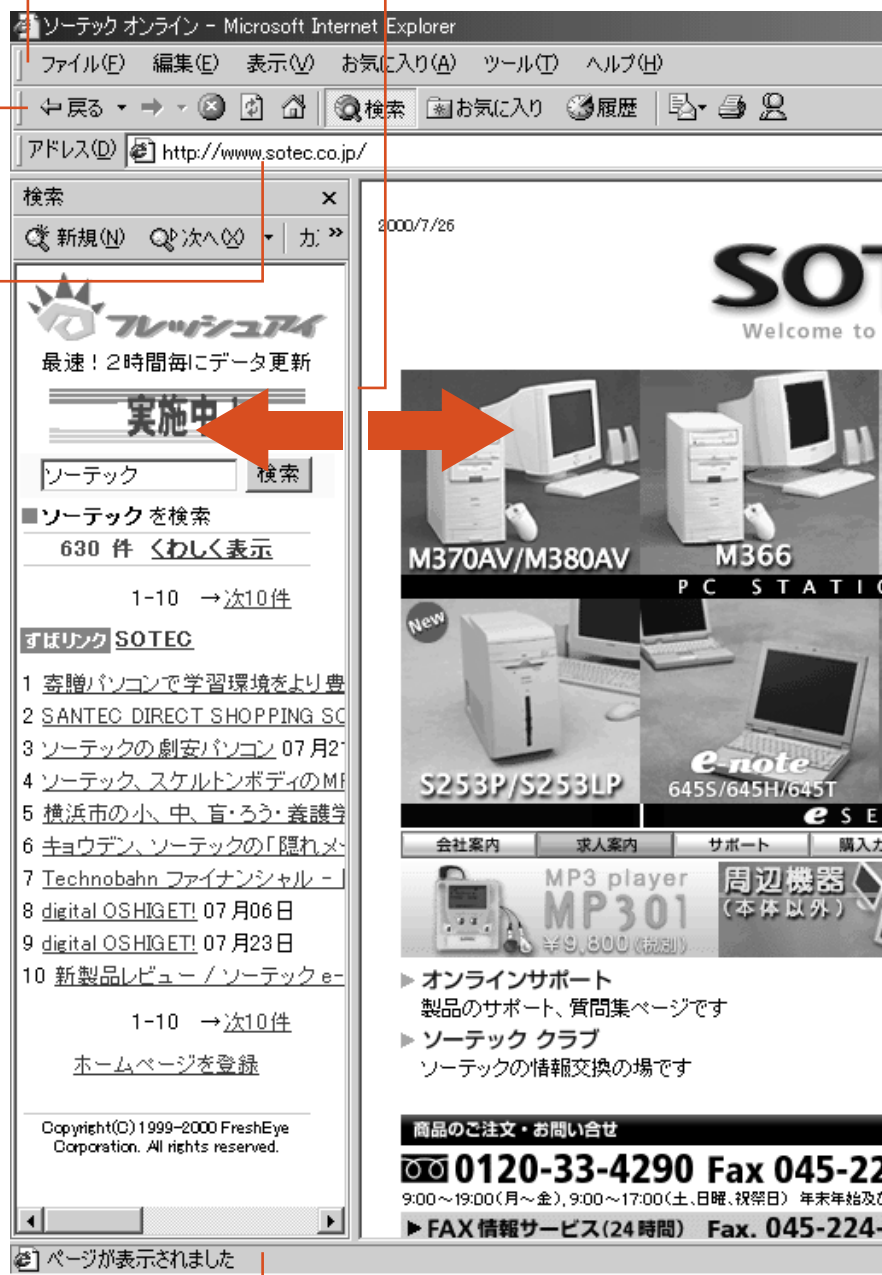 ソーテック オンライン - Microsoft Internet Explorer
ファイル(F) 編集(E) 表示(V) お気に入り(A) ツール(T) ヘルプ(H)
戻る 検索 お気に入り 履歴
アドレス(D) http://www.sotec.co.jp/
検索 ×
新規(N) 次へ(X) カ »
フレッシュアイ
最速！2時間毎にデータ更新
実施中
ソーテック 検索
■ソーテック を検索
630 件 くわしく表示
1-10 →次10件
ずばリンク SOTEC
1 寄贈パソコンで学習環境をより豊
2 SANTEC DIRECT SHOPPING SO
3 ソーテックの劇安パソコン 07月2
4 ソーテック、スケルトンボディのMP
5 横浜市の小、中、盲・ろう・養護学
6 キョウデン、ソーテックの「隠れメ
7 Technobahn ファイナンシャル -
8 digital OSHIGET! 07月06日
9 digital OSHIGET! 07月23日
10 新製品レビュー / ソーテック e-
1-10 →次10件
ホームページを登録
Copyright(C) 1999-2000 FreshEye
Corporation. All rights reserved.
2000/7/26
SOT
Welcome to
M370AV/M380AV
M366
PC STATIO
New
S253P/S253LP
e-note
645S/645H/645T
e SE
会社案内 求人案内 サポート 購入ガ
MP3 player
MP301
￥9,800(税別)
周辺機器
(本体以外)
オンラインサポート
製品のサポート、質問集ページです
ソーテック クラブ
ソーテックの情報交換の場です
商品のご注文・お問い合せ
0120-33-4290 Fax 045-22
9:00～19:00(月～金),9:00～17:00(土、日曜、祝祭日) 年末年始及び
▶FAX情報サービス(24時間) Fax. 045-224-
ページが表示されました